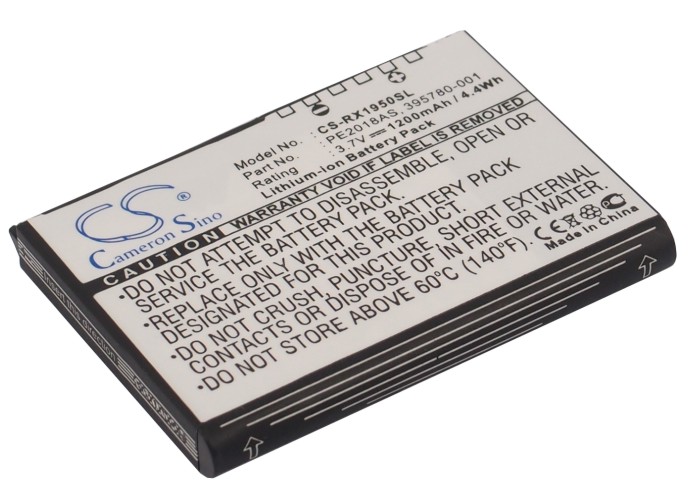 CS ®
Cameron Sino
Model No. : CS-RX1950SL
Part No. : PE2018AS, 395780-001
Rating : 3.7V 1200mAh / 4.4Wh
Lithium-ion Battery Pack
CAUTION WARRANTY VOID IF LABEL REMOVED
·DO NOT ATTEMPT TO DISASSEMBLE, OPEN OR
SERVICE THE BATTERY PACK.
·REPLACE ONLY WITH THE BATTERY PACK
DESIGNATED FOR THIS PRODUCT.
·DO NOT CRUSH, PUNCTURE, SHORT EXTERNAL
CONTACTS OR DISPOSE OF IN FIRE OR WATER.
·DO NOT STORE ABOVE 60°C (140°F).
CE
Made in China